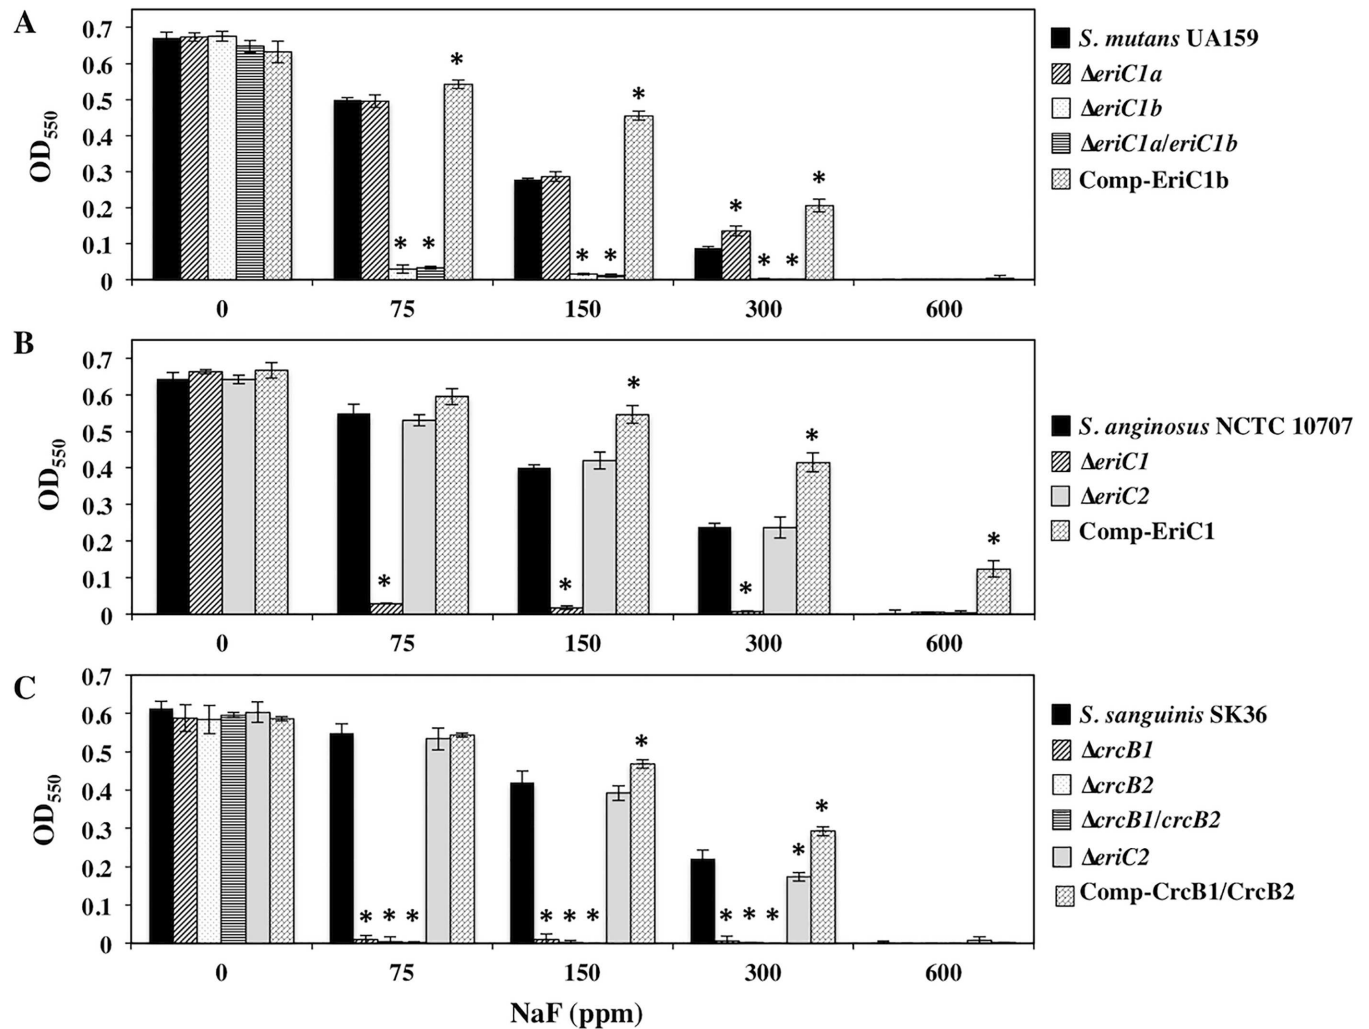 A
0.7
0.6
0.5
0.4
0.3
0.2
0.1
0
OD550
* * * * * * * * * *
0 75 150 300 600
S. mutans UA159
ΔeriC1a
ΔeriC1b
ΔeriC1a/eriC1b
Comp-EriC1b
B
0.7
0.6
0.5
0.4
0.3
0.2
0.1
0
OD550
* * * * * *
0 75 150 300 600
S. anginosus NCTC 10707
ΔeriC1
ΔeriC2
Comp-EriC1
C
0.7
0.6
0.5
0.4
0.3
0.2
0.1
0
OD550
* * * * * * * * * * * *
0 75 150 300 600
NaF (ppm)
S. sanguinis SK36
ΔcrcB1
ΔcrcB2
ΔcrcB1/crcB2
ΔeriC2
Comp-CrcB1/CrcB2